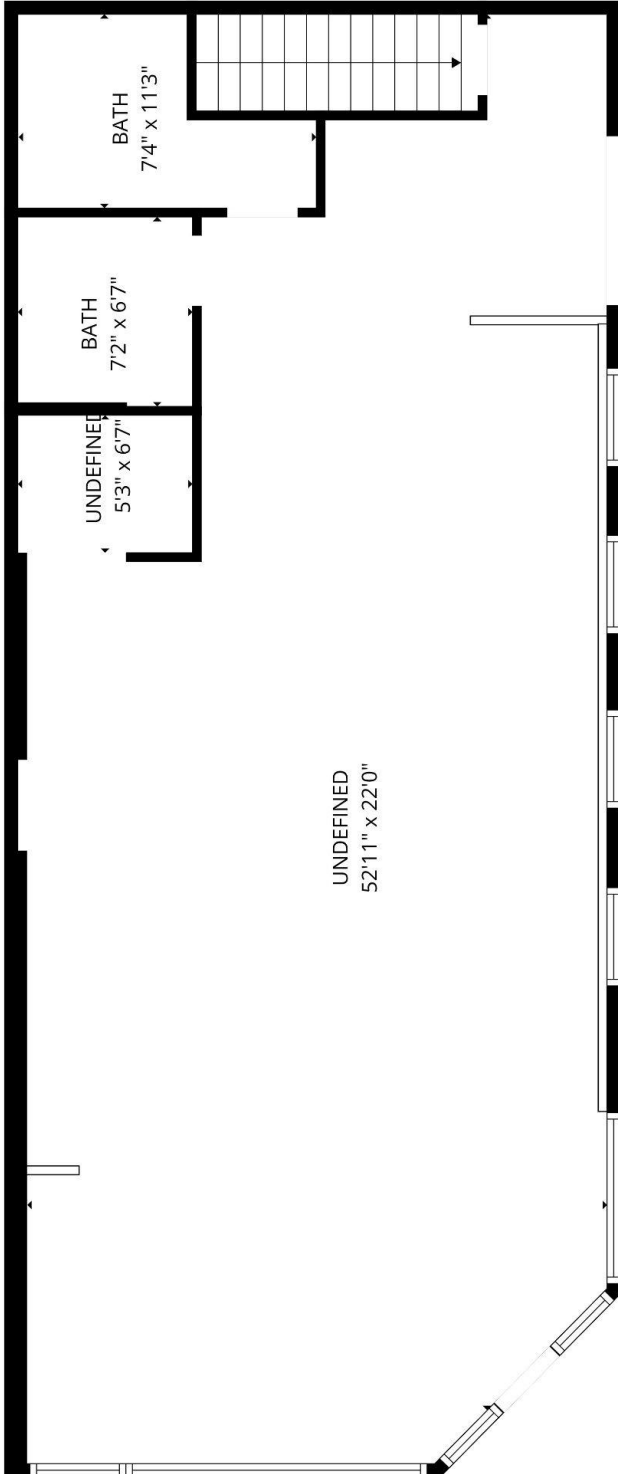 BATH
7'4" x 11'3"
BATH
7'2" x 6'7"
UNDEFINED
5'3" x 6'7"
UNDEFINED
52'11" x 22'0"